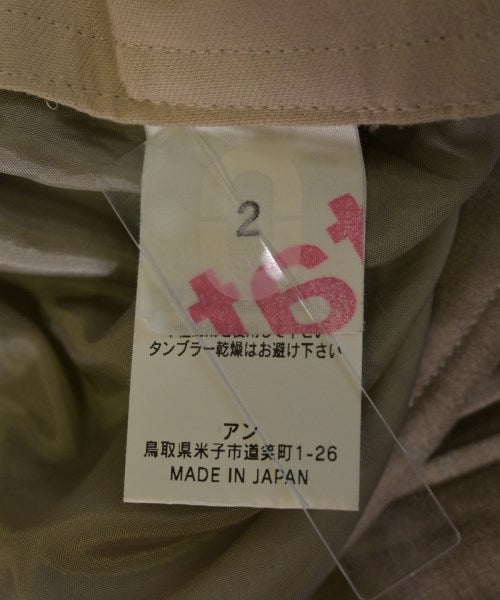 2
タンブラー乾燥はお避け下さい
アン
鳥取県米子市道笑町1-26
MADE IN JAPAN